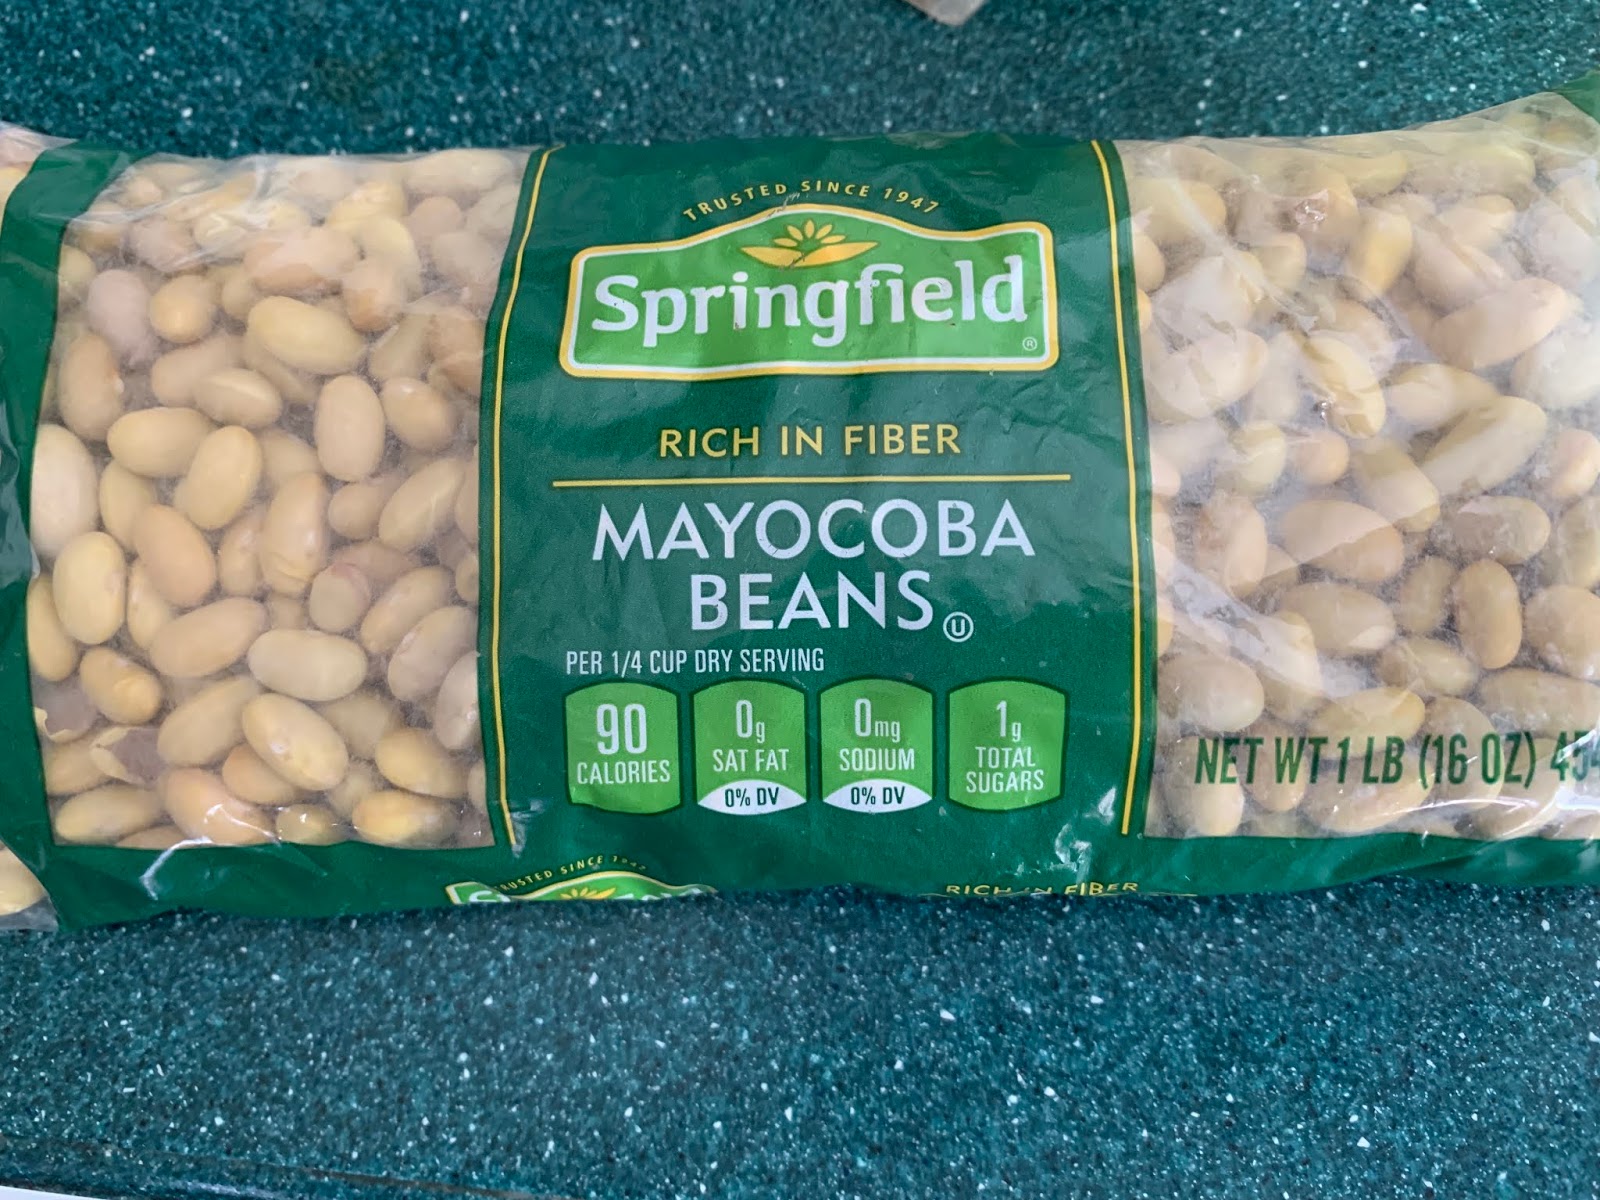 TRUSTED SINCE 1947
Springfield
®
RICH IN FIBER
MAYOCOBA
BEANS Ⓤ
PER 1/4 CUP DRY SERVING
90
CALORIES
0g
SAT FAT
0% DV
0mg
SODIUM
0% DV
1g
TOTAL
SUGARS
NET WT 1 LB (16 OZ)
TRUSTED SINCE
RICH IN FIBER